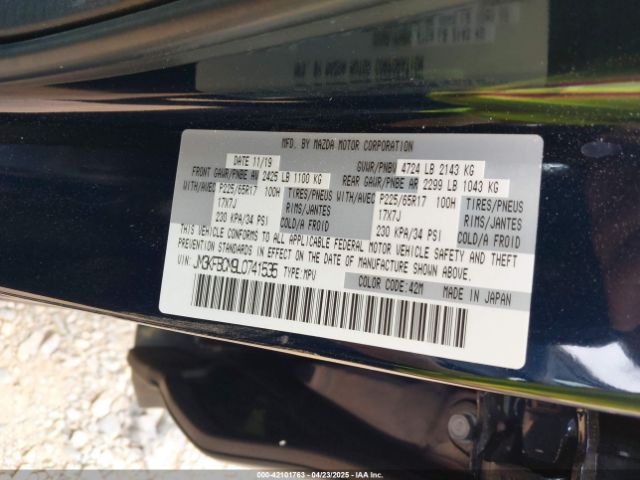 MFD. BY MAZDA MOTOR CORPORATION
DATE 11/19 GVWR/PNBV 4724 LB 2143 KG
FRONT GAWR/PNBE AV 2425 LB 1100 KG REAR GAWR/PNBE AR 2299 LB 1043 KG
WITH/AVEC P225/65R17 100H TIRES/PNEUS WITH/AVEC P225/65R17 100H TIRES/PNEUS
17X7J RIMS/JANTES 17X7J RIMS/JANTES
230 KPA/34 PSI COLD/A FROID 230 KPA/34 PSI COLD/A FROID
THIS VEHICLE CONFORMS TO ALL APPLICABLE FEDERAL MOTOR VEHICLE SAFETY AND THEFT
PREVENTION STANDARDS IN EFFECT ON THE DATE OF MANUFACTURE SHOWN ABOVE.
VIN: JM3KFBCM9L0741535 TYPE: MPV
COLOR CODE: 42M MADE IN JAPAN
000-42101763 - 04/23/2025 - IAAI.COM